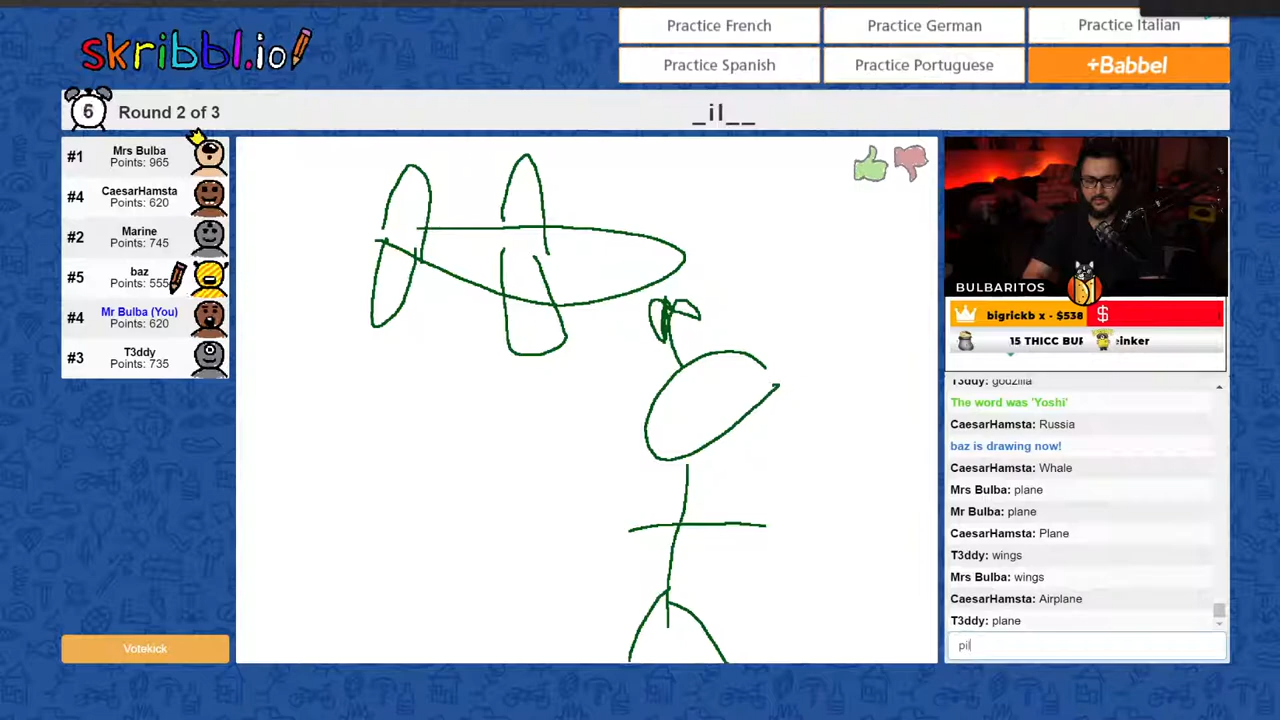 skribbl.io
Practice French
Practice German
Practice Italian
Practice Spanish
Practice Portuguese
+Babbel
6
Round 2 of 3
_il__
#1
Mrs Bulba
Points: 965
#4
CaesarHamsta
Points: 620
#2
Marine
Points: 745
#5
baz
Points: 555
#4
Mr Bulba (You)
Points: 620
#3
T3ddy
Points: 735
Votekick
BULBARITOS
bigrickb x - $538
$
15 THICC BUF
einker
T3ddy: godzilla
The word was 'Yoshi'
CaesarHamsta: Russia
baz is drawing now!
CaesarHamsta: Whale
Mrs Bulba: plane
Mr Bulba: plane
CaesarHamsta: Plane
T3ddy: wings
Mrs Bulba: wings
CaesarHamsta: Airplane
T3ddy: plane
pil